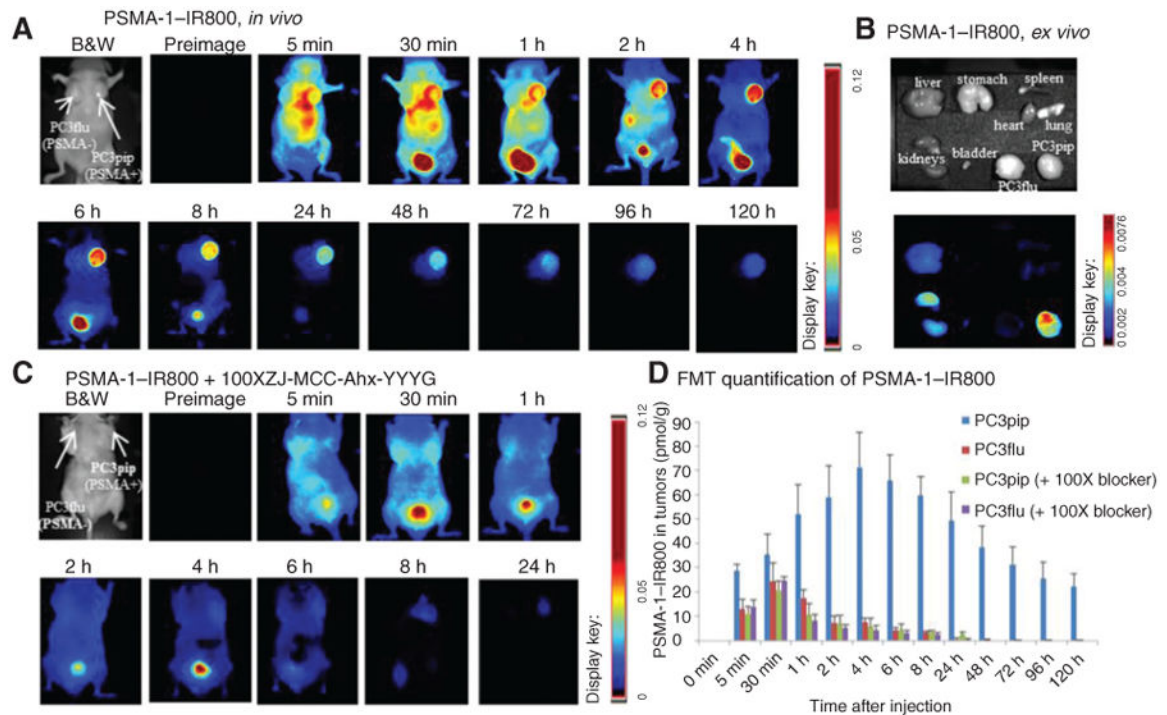 A
PSMA-1–IR800, in vivo
B&W
Preimage
5 min
30 min
1 h
2 h
4 h
PC3flu
(PSMA-)
PC3pip
(PSMA+)
6 h
8 h
24 h
48 h
72 h
96 h
120 h
Display key:
0.12
0.05
0
B
PSMA-1–IR800, ex vivo
liver
stomach
spleen
heart
lung
kidneys
bladder
PC3pip
PC3flu
Display key:
0.0076
0.004
0.002
0
C
PSMA-1–IR800 + 100XZJ-MCC-Ahx-YYYG
B&W
Preimage
5 min
30 min
1 h
PC3pip
(PSMA+)
PC3flu
(PSMA-)
2 h
4 h
6 h
8 h
24 h
Display key:
0.12
0.05
0
D
FMT quantification of PSMA-1–IR800
PSMA-1–IR800 in tumors (pmol/g)
90
80
70
60
50
40
30
20
10
0
PC3pip
PC3flu
PC3pip (+ 100X blocker)
PC3flu (+ 100X blocker)
0 min
5 min
30 min
1 h
2 h
4 h
6 h
8 h
24 h
48 h
72 h
96 h
120 h
Time after injection